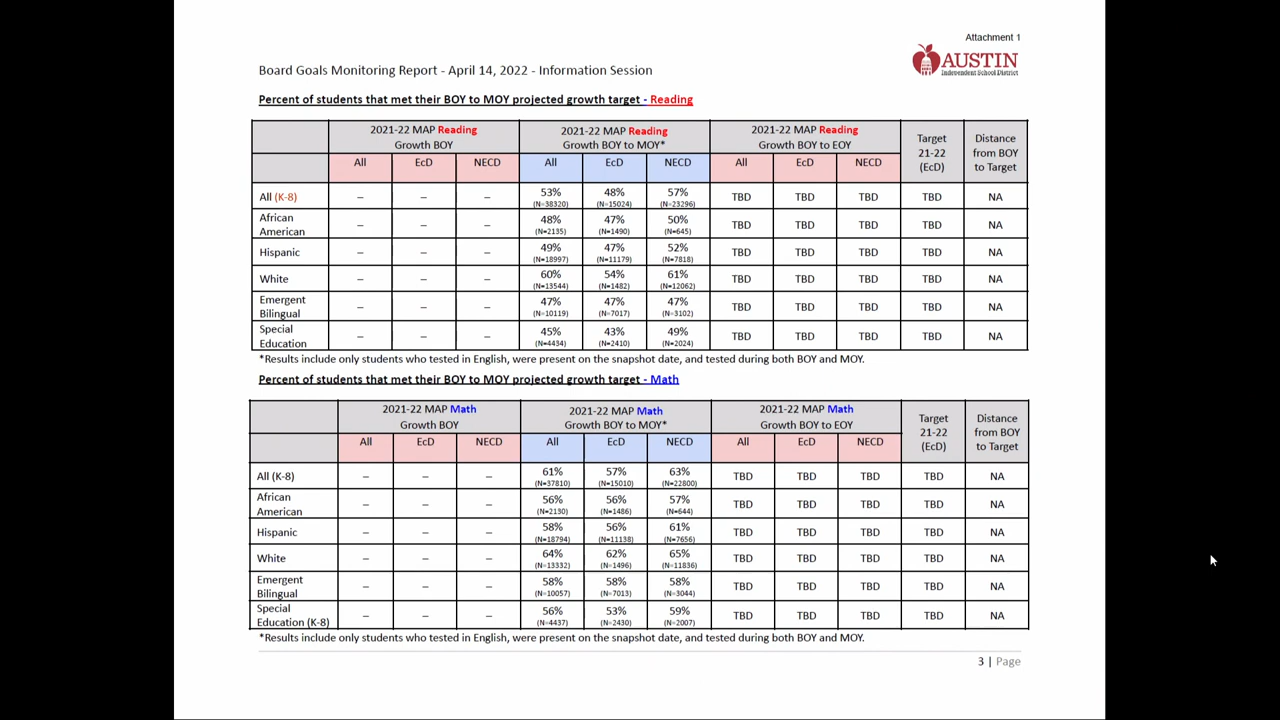 Attachment 1
AUSTIN
Independent School District
Board Goals Monitoring Report - April 14, 2022 - Information Session
Percent of students that met their BOY to MOY projected growth target - Reading
2021-22 MAP Reading Growth BOY 2021-22 MAP Reading Growth BOY to MOY* 2021-22 MAP Reading Growth BOY to EOY Target 21-22 (EcD) Distance from BOY to Target
All EcD NECD All EcD NECD All EcD NECD
All (K-8) – – – 53% (N=38320) 48% (N=15024) 57% (N=23296) TBD TBD TBD TBD NA
African American – – – 48% (N=2135) 47% (N=1490) 50% (N=645) TBD TBD TBD TBD NA
Hispanic – – – 49% (N=18997) 47% (N=11179) 52% (N=7818) TBD TBD TBD TBD NA
White – – – 60% (N=13544) 54% (N=1482) 61% (N=12062) TBD TBD TBD TBD NA
Emergent Bilingual – – – 47% (N=10119) 47% (N=7017) 47% (N=3102) TBD TBD TBD TBD NA
Special Education – – – 45% (N=4434) 43% (N=2410) 49% (N=2024) TBD TBD TBD TBD NA
*Results include only students who tested in English, were present on the snapshot date, and tested during both BOY and MOY.
Percent of students that met their BOY to MOY projected growth target - Math
2021-22 MAP Math Growth BOY 2021-22 MAP Math Growth BOY to MOY* 2021-22 MAP Math Growth BOY to EOY Target 21-22 (EcD) Distance from BOY to Target
All EcD NECD All EcD NECD All EcD NECD
All (K-8) – – – 61% (N=37810) 57% (N=15010) 63% (N=22800) TBD TBD TBD TBD NA
African American – – – 56% (N=2130) 56% (N=1486) 57% (N=644) TBD TBD TBD TBD NA
Hispanic – – – 58% (N=18794) 56% (N=11138) 61% (N=7656) TBD TBD TBD TBD NA
White – – – 64% (N=13332) 62% (N=1496) 65% (N=11836) TBD TBD TBD TBD NA
Emergent Bilingual – – – 58% (N=10057) 58% (N=7013) 58% (N=3044) TBD TBD TBD TBD NA
Special Education (K-8) – – – 56% (N=4437) 53% (N=2430) 59% (N=2007) TBD TBD TBD TBD NA
*Results include only students who tested in English, were present on the snapshot date, and tested during both BOY and MOY.
3 | Page